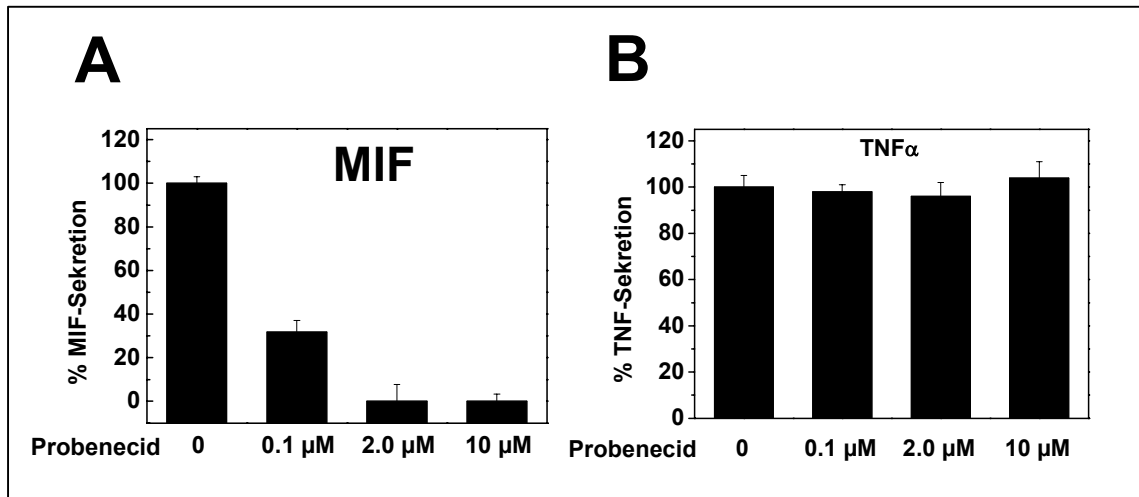 A
120
100
80
60
40
20
0
% MIF-Sekretion
MIF
Probenecid 0 0.1 µM 2.0 µM 10 µM
B
120
100
80
60
40
20
0
% TNF-Sekretion
TNFα
Probenecid 0 0.1 µM 2.0 µM 10 µM